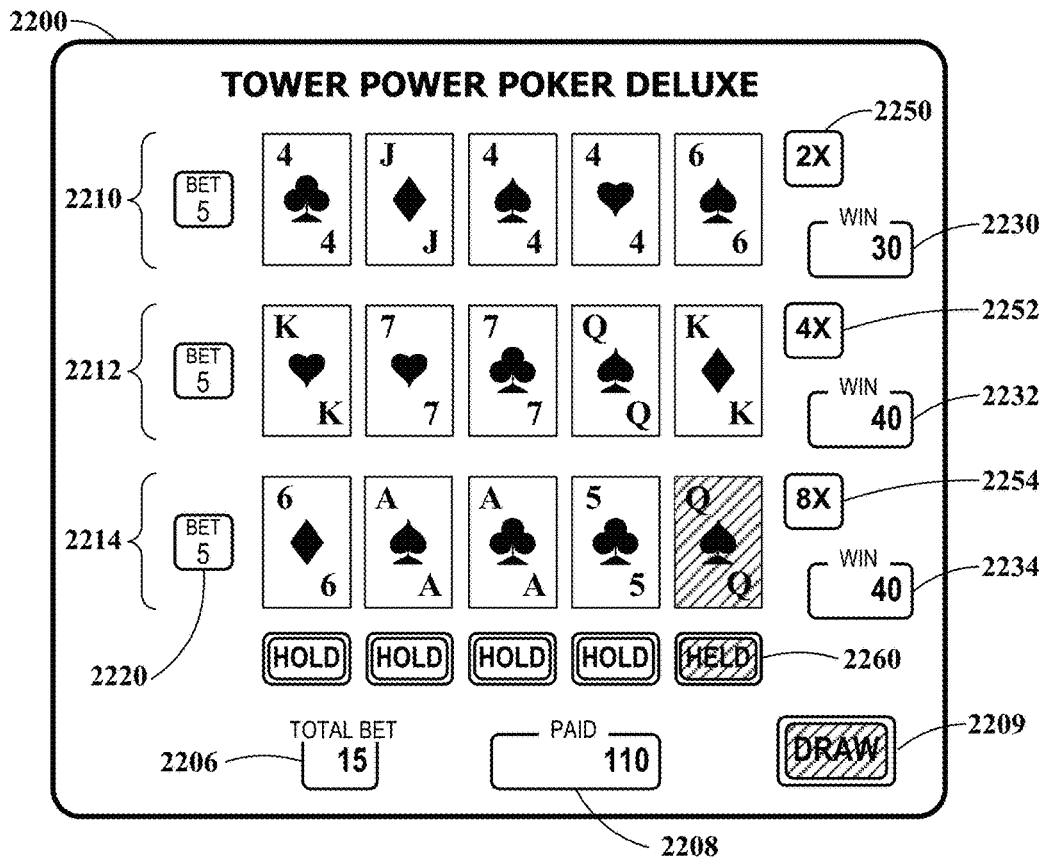 2200
TOWER POWER POKER DELUXE
2250
2210
BET
5
4 J 4 4 6
4 J 4 4 6
2X
WIN
30
2230
2252
2212
BET
5
K 7 7 Q K
K 7 7 Q K
4X
WIN
40
2232
2254
2214
BET
5
6 A A 5 Q
6 A A 5 Q
8X
WIN
40
2234
2220
HOLD HOLD HOLD HOLD HELD
2260
2206
TOTAL BET
15
PAID
110
DRAW
2209
2208